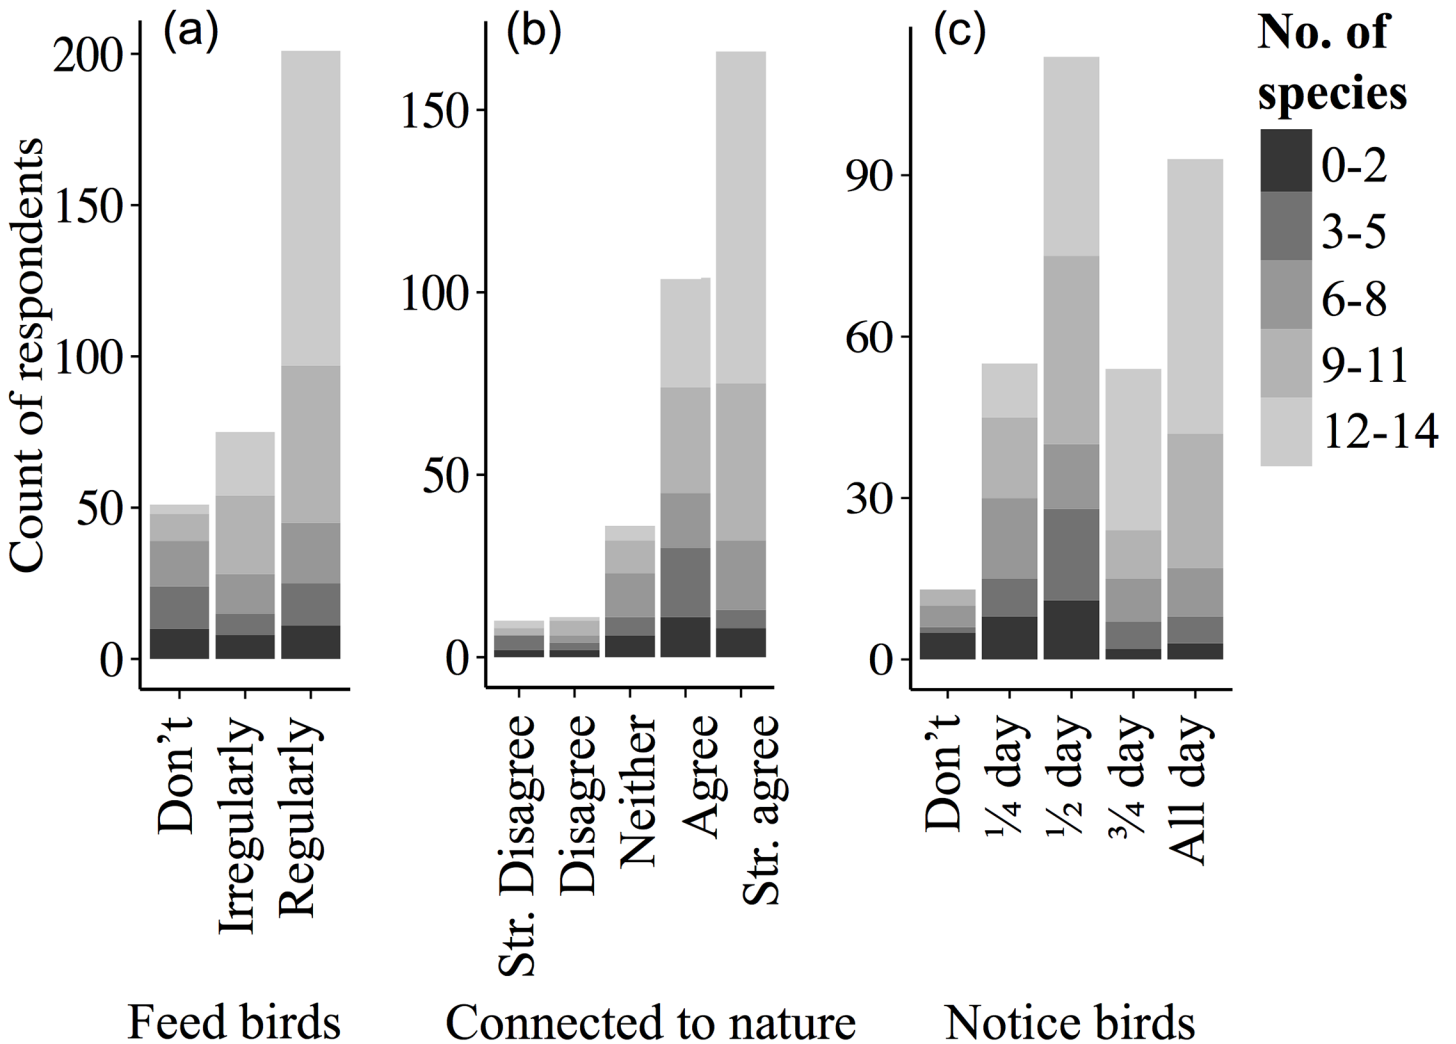 (a)
(b)
(c)
Count of respondents
200
150
100
50
0
Don’t
Irregularly
Regularly
Feed birds
150
100
50
0
Str. Disagree
Disagree
Neither
Agree
Str. agree
Connected to nature
90
60
30
0
Don’t
¼ day
½ day
¾ day
All day
Notice birds
No. of
species
0-2
3-5
6-8
9-11
12-14